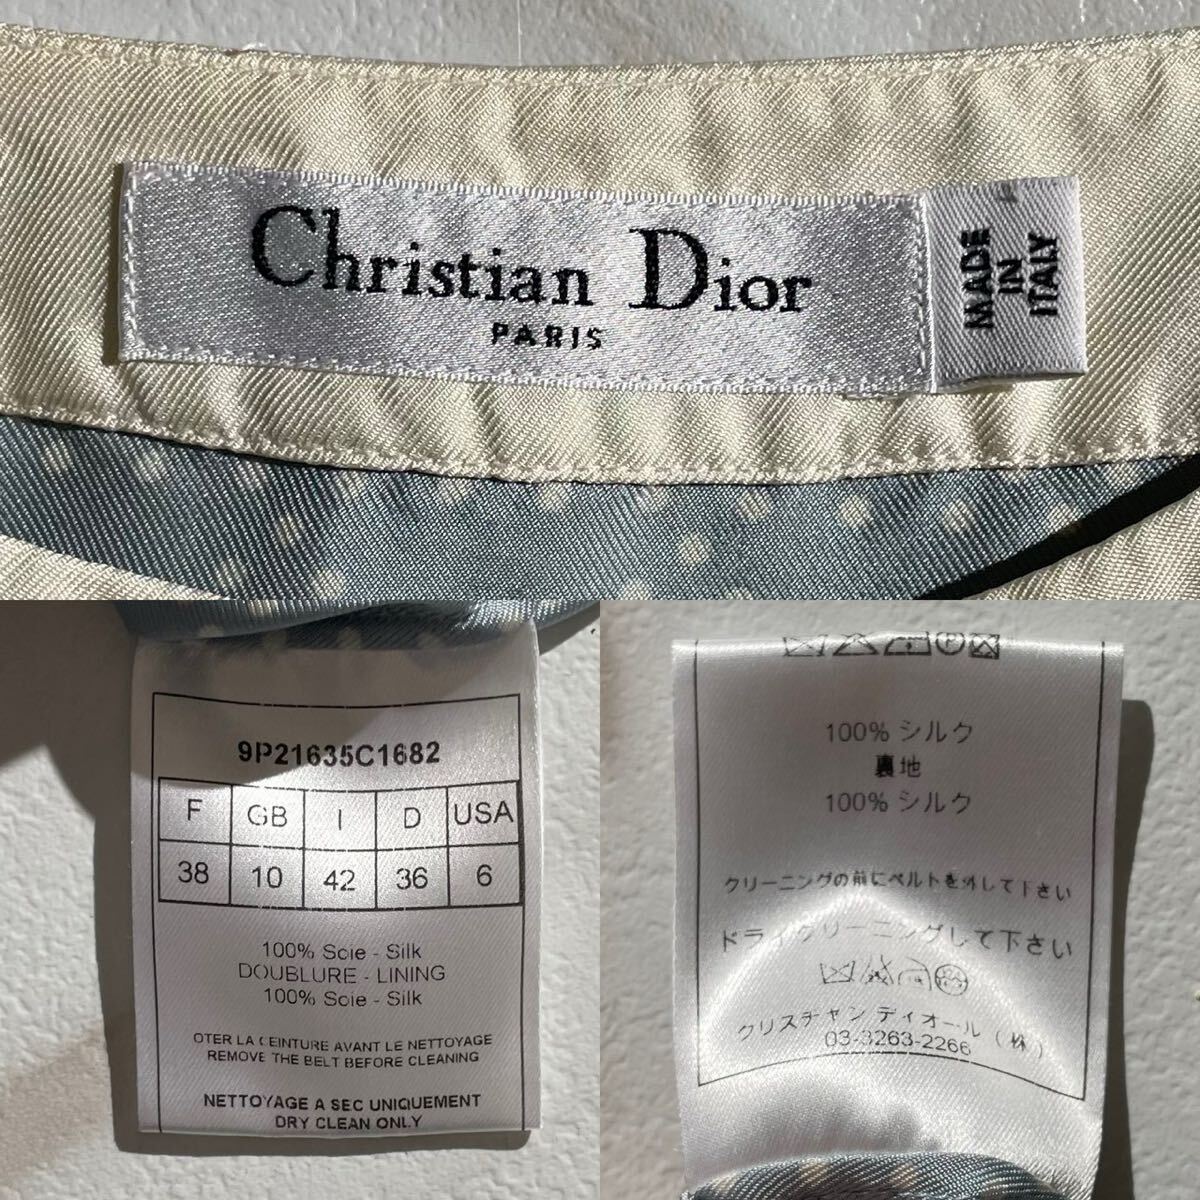 Christian Dior
PARIS
MADE
IN
ITALY
9P21635C1682
F GB I D USA
38 10 42 36 6
100% Soie - Silk
DOUBLURE - LINING
100% Soie - Silk
OTER LA CEINTURE AVANT LE NETTOYAGE
REMOVE THE BELT BEFORE CLEANING
NETTOYAGE A SEC UNIQUEMENT
DRY CLEAN ONLY
100% シルク
裏地
100% シルク
クリーニングの前にベルトを外して下さい
ドライクリーニングして下さい
クリスチャン ディオール (株)
03-3263-2266